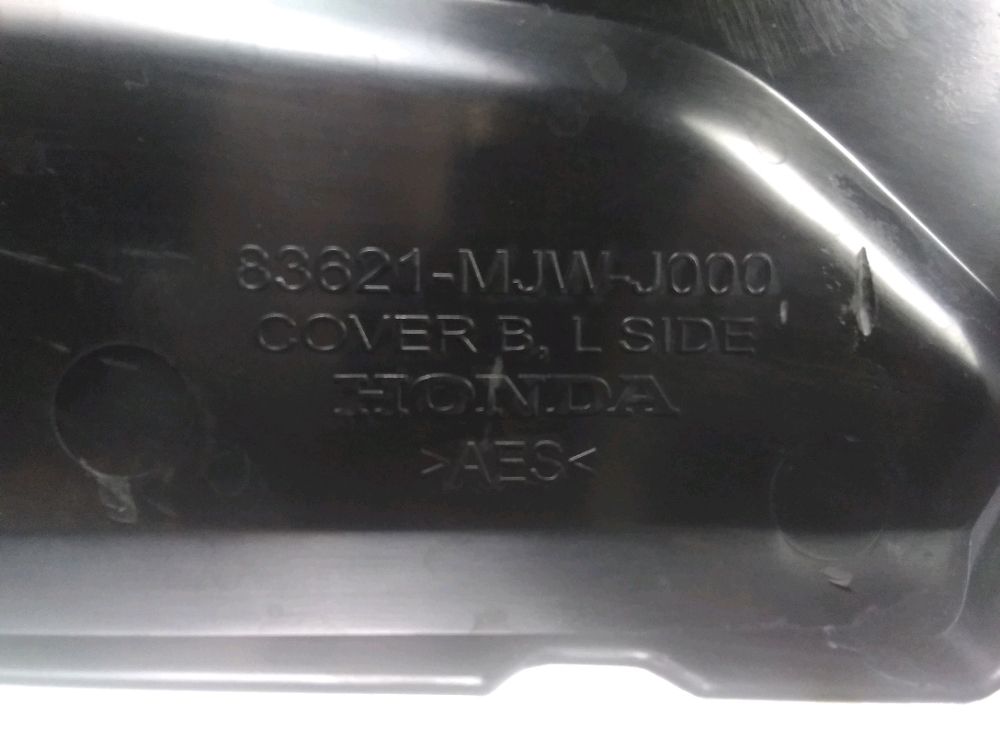 83621-MJW-J000
COVER B, L SIDE
HONDA
>AES<